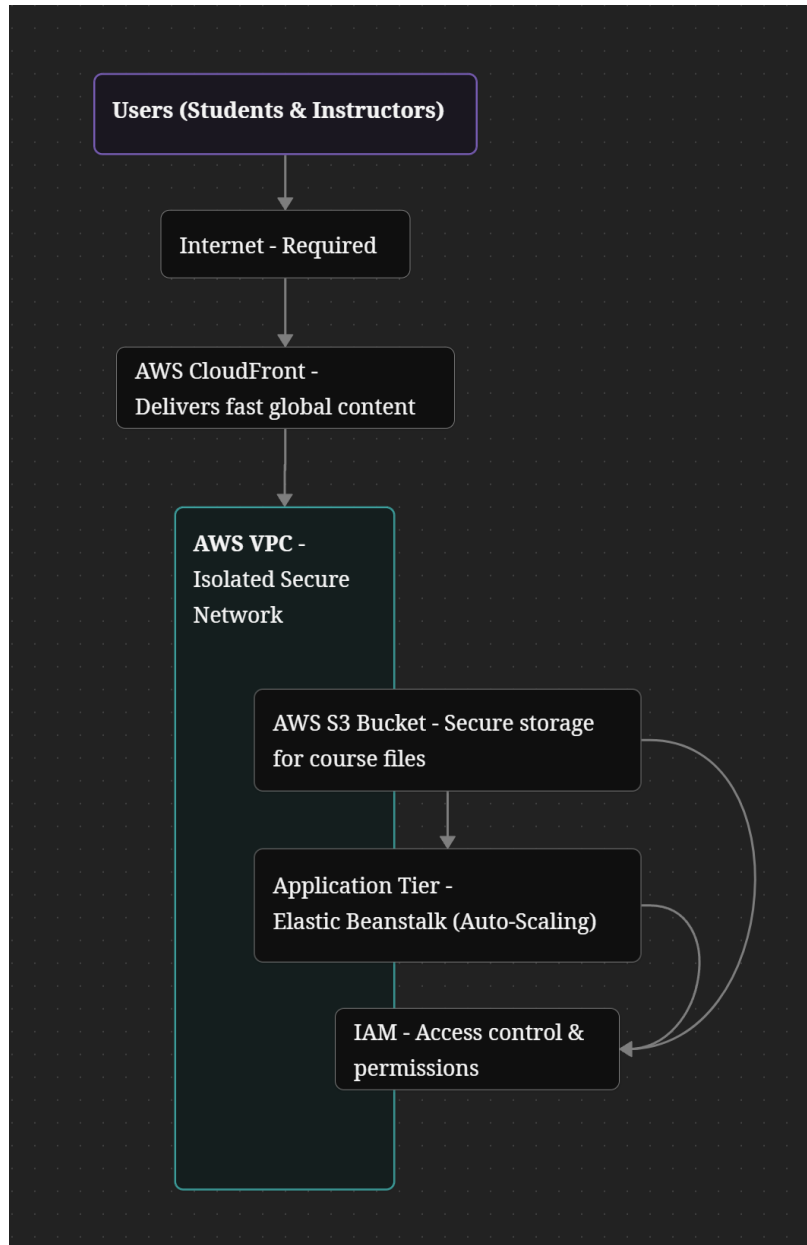 Users (Students & Instructors)
Internet - Required
AWS CloudFront -
Delivers fast global content
AWS VPC -
Isolated Secure
Network
AWS S3 Bucket - Secure storage
for course files
Application Tier -
Elastic Beanstalk (Auto-Scaling)
IAM - Access control &
permissions